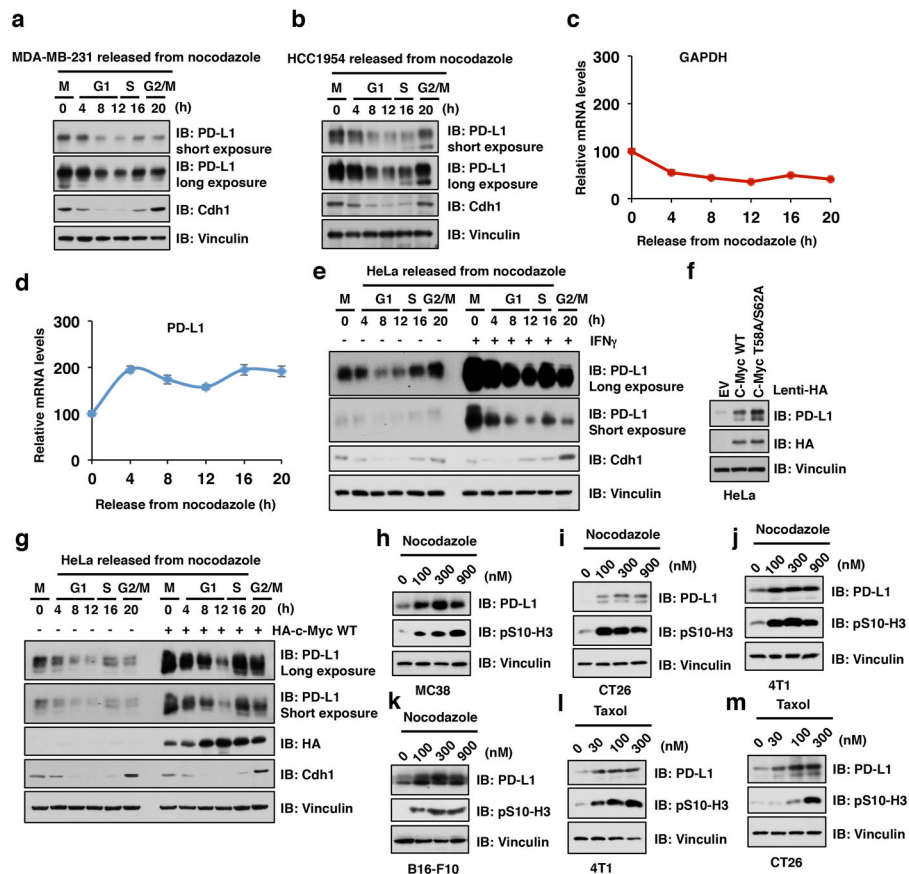 a
MDA-MB-231 released from nocodazole
M G1 S G2/M
0 4 8 12 16 20 (h)
IB: PD-L1
short exposure
IB: PD-L1
long exposure
IB: Cdh1
IB: Vinculin
b
HCC1954 released from nocodazole
M G1 S G2/M
0 4 8 12 16 20 (h)
IB: PD-L1
short exposure
IB: PD-L1
long exposure
IB: Cdh1
IB: Vinculin
c
GAPDH
Relative mRNA levels
300
200
100
0
0 4 8 12 16 20
Release from nocodazole (h)
d
PD-L1
Relative mRNA levels
300
200
100
0
0 4 8 12 16 20
Release from nocodazole (h)
e
HeLa released from nocodazole
M G1 S G2/M M G1 S G2/M
0 4 8 12 16 20 0 4 8 12 16 20 (h)
- - - - - - + + + + + + IFNγ
IB: PD-L1
Long exposure
IB: PD-L1
Short exposure
IB: Cdh1
IB: Vinculin
f
EV
C-Myc WT
C-Myc T58A/S62A
Lenti-HA
IB: PD-L1
IB: HA
IB: Vinculin
HeLa
g
HeLa released from nocodazole
M G1 S G2/M M G1 S G2/M
0 4 8 12 16 20 0 4 8 12 16 20 (h)
- - - - - - + + + + + + HA-c-Myc WT
IB: PD-L1
Long exposure
IB: PD-L1
Short exposure
IB: HA
IB: Cdh1
IB: Vinculin
h
Nocodazole
0 100 300 900 (nM)
IB: PD-L1
IB: pS10-H3
IB: Vinculin
MC38
i
Nocodazole
0 100 300 900 (nM)
IB: PD-L1
IB: pS10-H3
IB: Vinculin
CT26
j
Nocodazole
0 100 300 900 (nM)
IB: PD-L1
IB: pS10-H3
IB: Vinculin
4T1
k
Nocodazole
0 100 300 900 (nM)
IB: PD-L1
IB: pS10-H3
IB: Vinculin
B16-F10
l
Taxol
0 30 100 300 (nM)
IB: PD-L1
IB: pS10-H3
IB: Vinculin
4T1
m
Taxol
0 30 100 300 (nM)
IB: PD-L1
IB: pS10-H3
IB: Vinculin
CT26